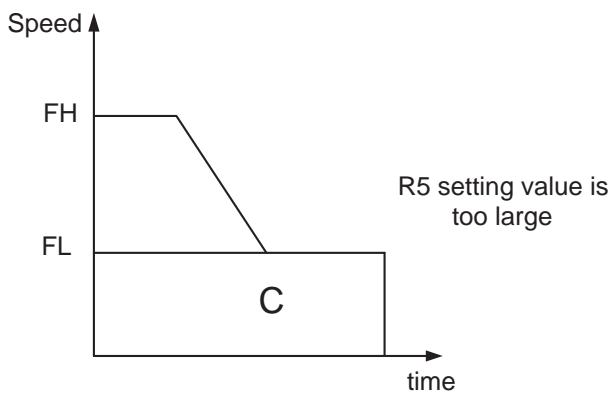 Speed
FH
R5 setting value is
too large
FL
C
time